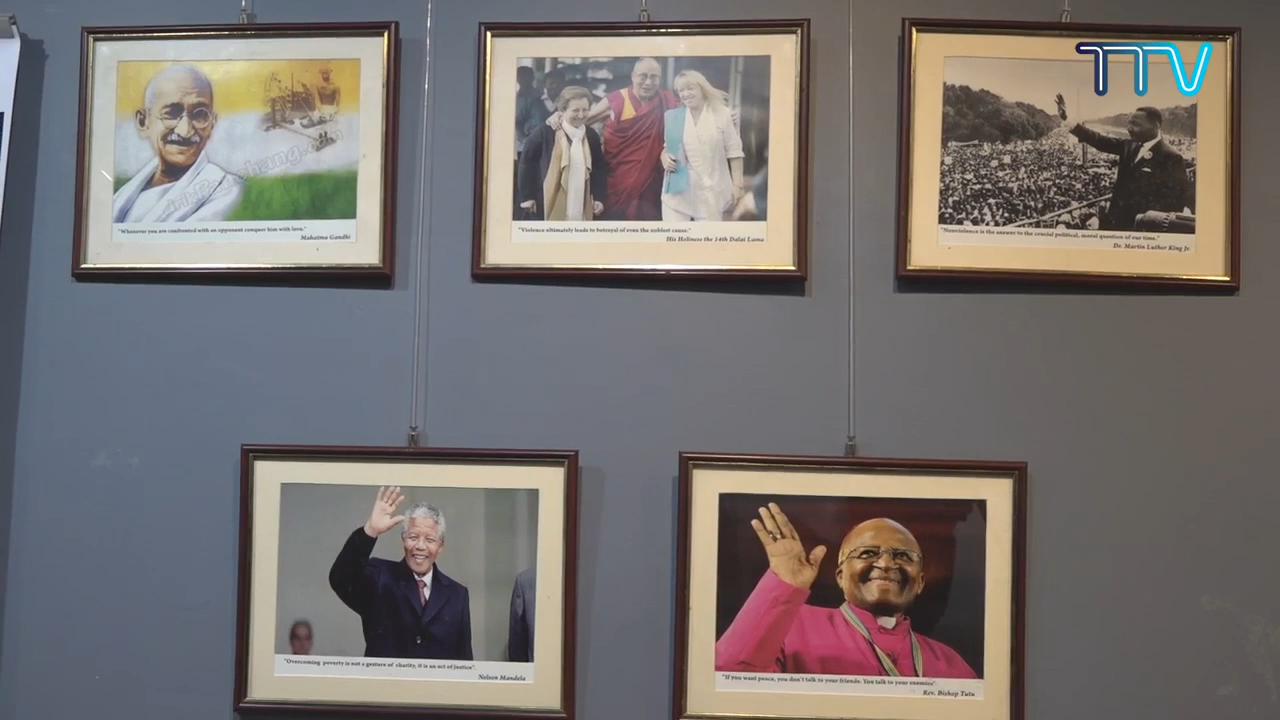 TTV
"Whenever you are confronted with an opponent conquer him with love."
Mahatma Gandhi
"Violence ultimately leads to betrayal of even the noblest cause."
His Holiness the 14th Dalai Lama
"Nonviolence is the answer to the crucial political, moral question of our time."
Dr. Martin Luther King Jr.
"Overcoming poverty is not a gesture of charity, it is an act of justice".
Nelson Mandela
"If you want peace, you don't talk to your friends. You talk to your enemies".
Rev. Bishop Tutu